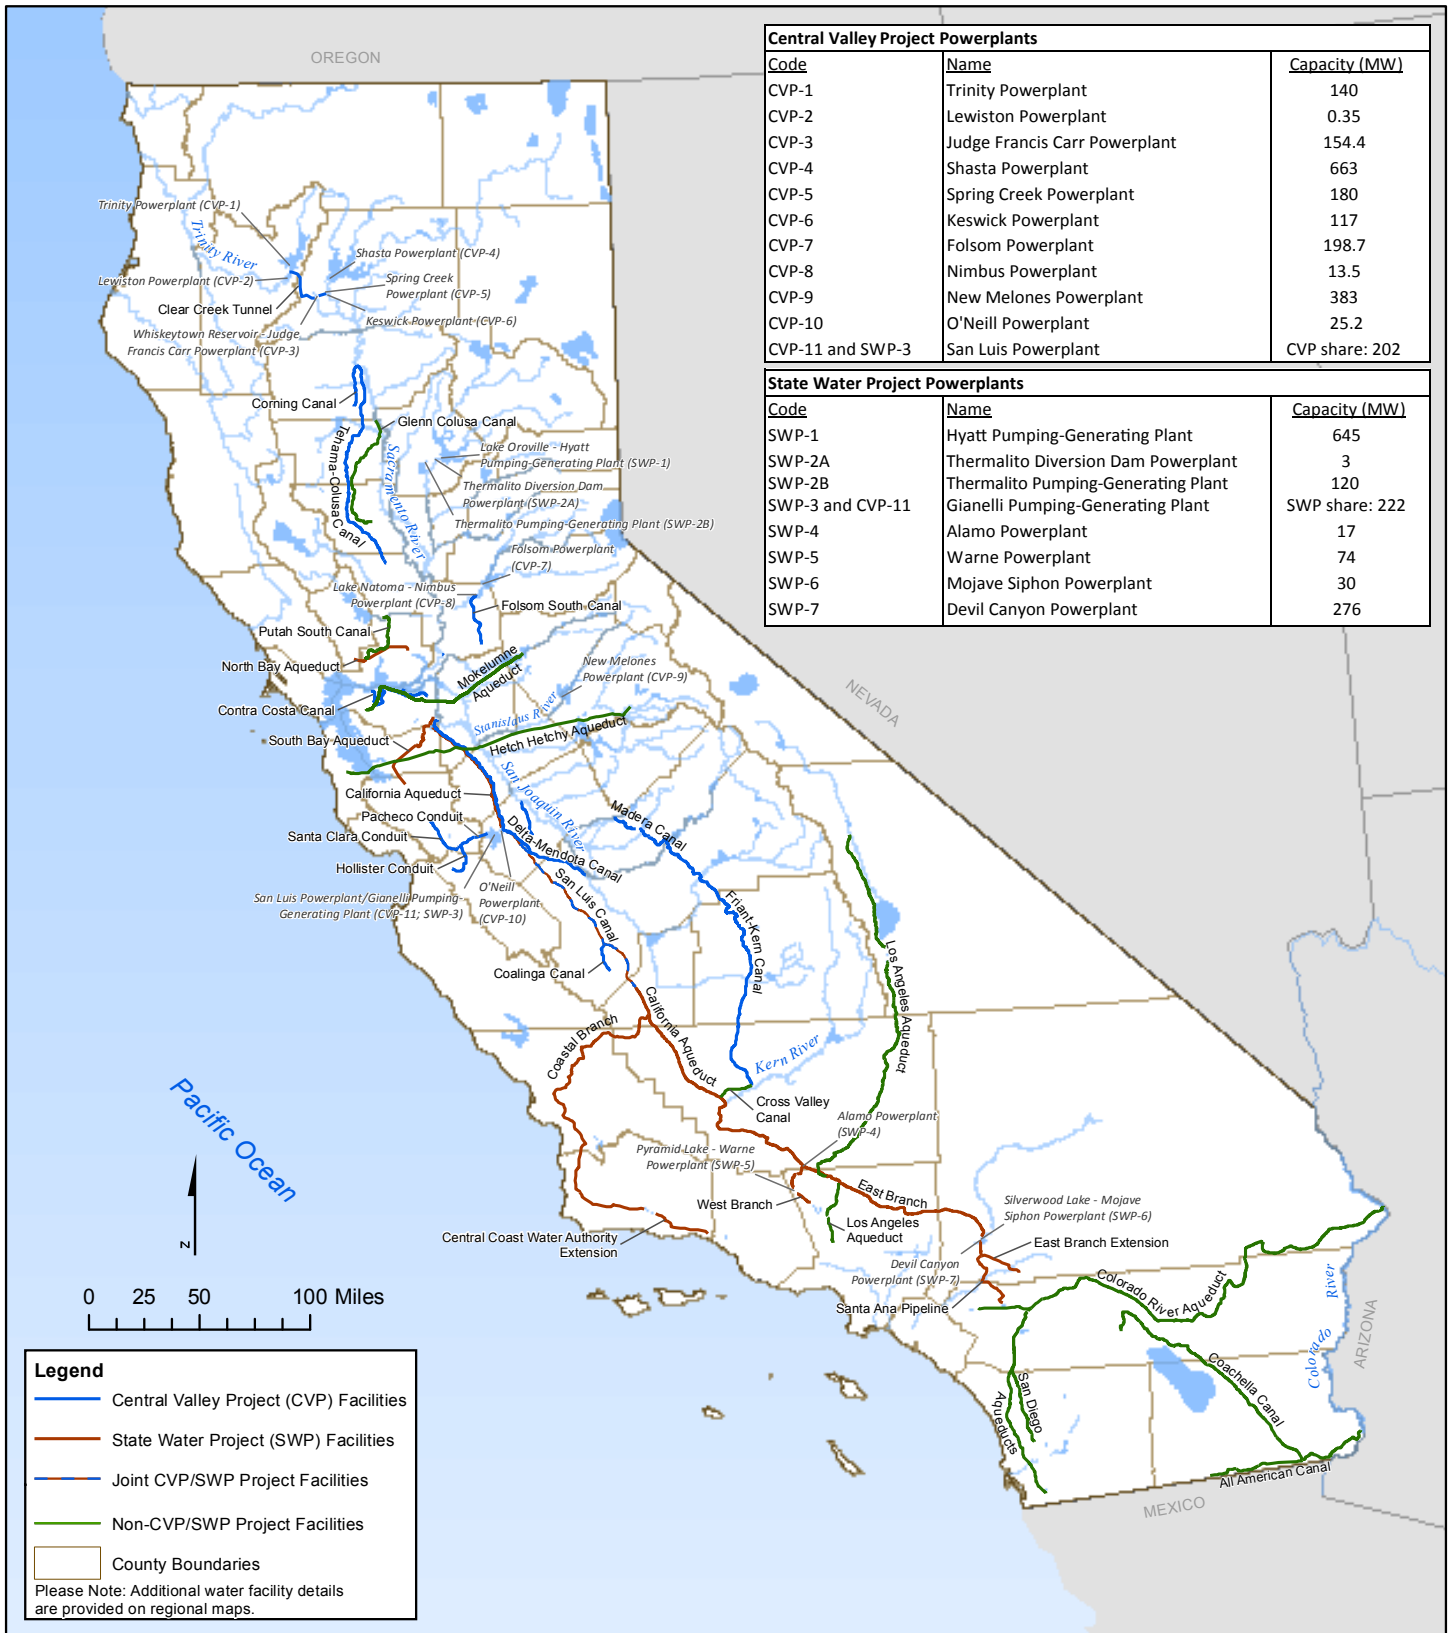 OREGON
Central Valley Project Powerplants
Code Name Capacity (MW)
CVP-1 Trinity Powerplant 140
CVP-2 Lewiston Powerplant 0.35
CVP-3 Judge Francis Carr Powerplant 154.4
CVP-4 Shasta Powerplant 663
CVP-5 Spring Creek Powerplant 180
CVP-6 Keswick Powerplant 117
CVP-7 Folsom Powerplant 198.7
CVP-8 Nimbus Powerplant 13.5
CVP-9 New Melones Powerplant 383
CVP-10 O'Neill Powerplant 25.2
CVP-11 and SWP-3 San Luis Powerplant CVP share: 202
State Water Project Powerplants
Code Name Capacity (MW)
SWP-1 Hyatt Pumping-Generating Plant 645
SWP-2A Thermalito Diversion Dam Powerplant 3
SWP-2B Thermalito Pumping-Generating Plant 120
SWP-3 and CVP-11 Gianelli Pumping-Generating Plant SWP share: 222
SWP-4 Alamo Powerplant 17
SWP-5 Warne Powerplant 74
SWP-6 Mojave Siphon Powerplant 30
SWP-7 Devil Canyon Powerplant 276
Trinity Powerplant (CVP-1)
Trinity River
Shasta Powerplant (CVP-4)
Lewiston Powerplant (CVP-2)
Spring Creek
Powerplant (CVP-5)
Clear Creek Tunnel
Keswick Powerplant (CVP-6)
Whiskeytown Reservoir - Judge
Francis Carr Powerplant (CVP-3)
Corning Canal
Glenn Colusa Canal
Tehama-Colusa Canal
Sacramento River
Lake Oroville - Hyatt
Pumping-Generating Plant (SWP-1)
Thermalito Diversion Dam
Powerplant (SWP-2A)
Thermalito Pumping-Generating Plant (SWP-2B)
Folsom Powerplant
(CVP-7)
Lake Natoma - Nimbus
Powerplant (CVP-8)
Folsom South Canal
Putah South Canal
North Bay Aqueduct
Mokelumne
Aqueduct
New Melones
Powerplant (CVP-9)
NEVADA
Contra Costa Canal
Stanislaus River
South Bay Aqueduct
Hetch Hetchy Aqueduct
San Joaquin River
California Aqueduct
Pacheco Conduit
Santa Clara Conduit
Madera Canal
Delta-Mendota Canal
Hollister Conduit
San Luis Powerplant/Gianelli Pumping-
Generating Plant (CVP-11; SWP-3)
O'Neill
Powerplant
(CVP-10)
San Luis Canal
Friant-Kern Canal
Los Angeles Aqueduct
Coalinga Canal
California Aqueduct
Coastal Branch
Kern River
Pacific Ocean
Cross Valley
Canal
Alamo Powerplant
(SWP-4)
Pyramid Lake - Warne
Powerplant (SWP-5)
West Branch
East Branch
Silverwood Lake - Mojave
Siphon Powerplant (SWP-6)
Los Angeles
Aqueduct
East Branch Extension
Central Coast Water Authority
Extension
Devil Canyon
Powerplant (SWP-7)
Santa Ana Pipeline
Colorado River Aqueduct
Colorado River
ARIZONA
Coachella Canal
San Diego
Aqueducts
All American Canal
MEXICO
N
0 25 50 100 Miles
Legend
Central Valley Project (CVP) Facilities
State Water Project (SWP) Facilities
Joint CVP/SWP Project Facilities
Non-CVP/SWP Project Facilities
County Boundaries
Please Note: Additional water facility details
are provided on regional maps.